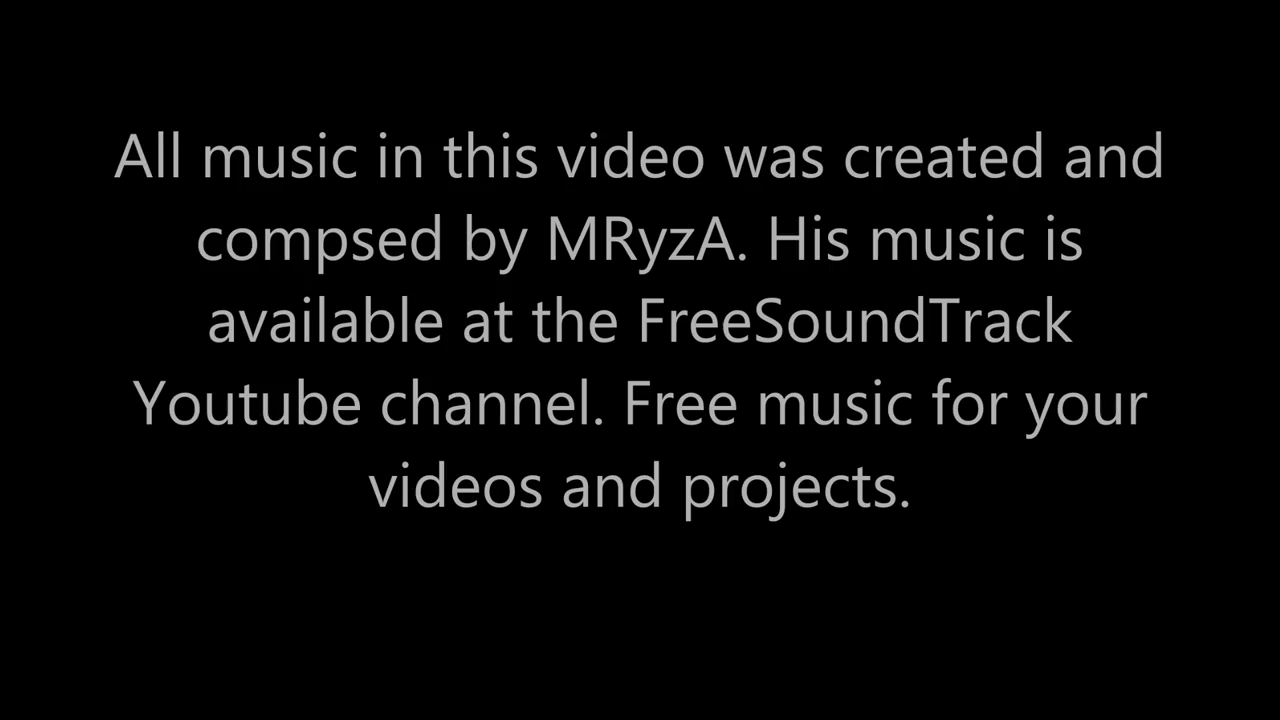 All music in this video was created and
compsed by MRyzA. His music is
available at the FreeSoundTrack
Youtube channel. Free music for your
videos and projects.